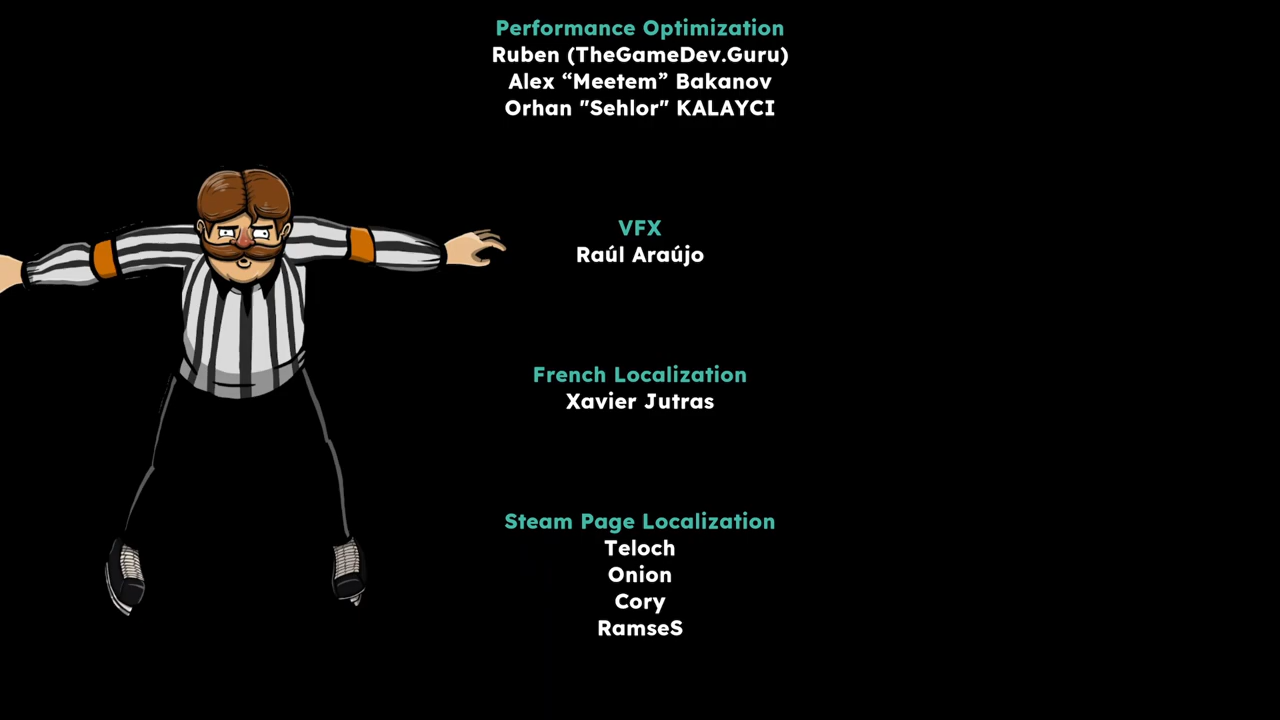 Performance Optimization
Ruben (TheGameDev.Guru)
Alex “Meetem” Bakanov
Orhan "Sehlor" KALAYCI
VFX
Raúl Araújo
French Localization
Xavier Jutras
Steam Page Localization
Teloch
Onion
Cory
RamseS